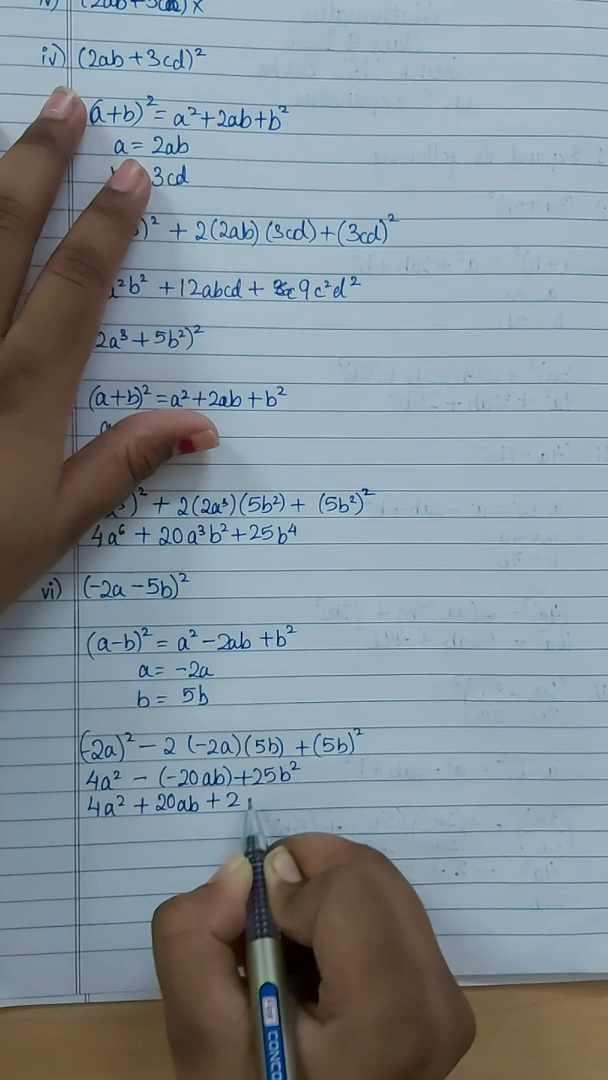 iv) (2ab + 3cd)²
(a+b)² = a² + 2ab + b²
a = 2ab
3cd
)² + 2(2ab)(3cd) + (3cd)²
²b² + 12abcd + 9c²d²
2a³ + 5b²)²
(a+b)² = a² + 2ab + b²
)² + 2(2a³)(5b²) + (5b²)²
4a⁶ + 20a³b² + 25b⁴
vi) (-2a - 5b)²
(a-b)² = a² - 2ab + b²
a = -2a
b = 5b
(-2a)² - 2 (-2a)(5b) + (5b)²
4a² - (-20ab) + 25b²
4a² + 20ab + 2
CONCO